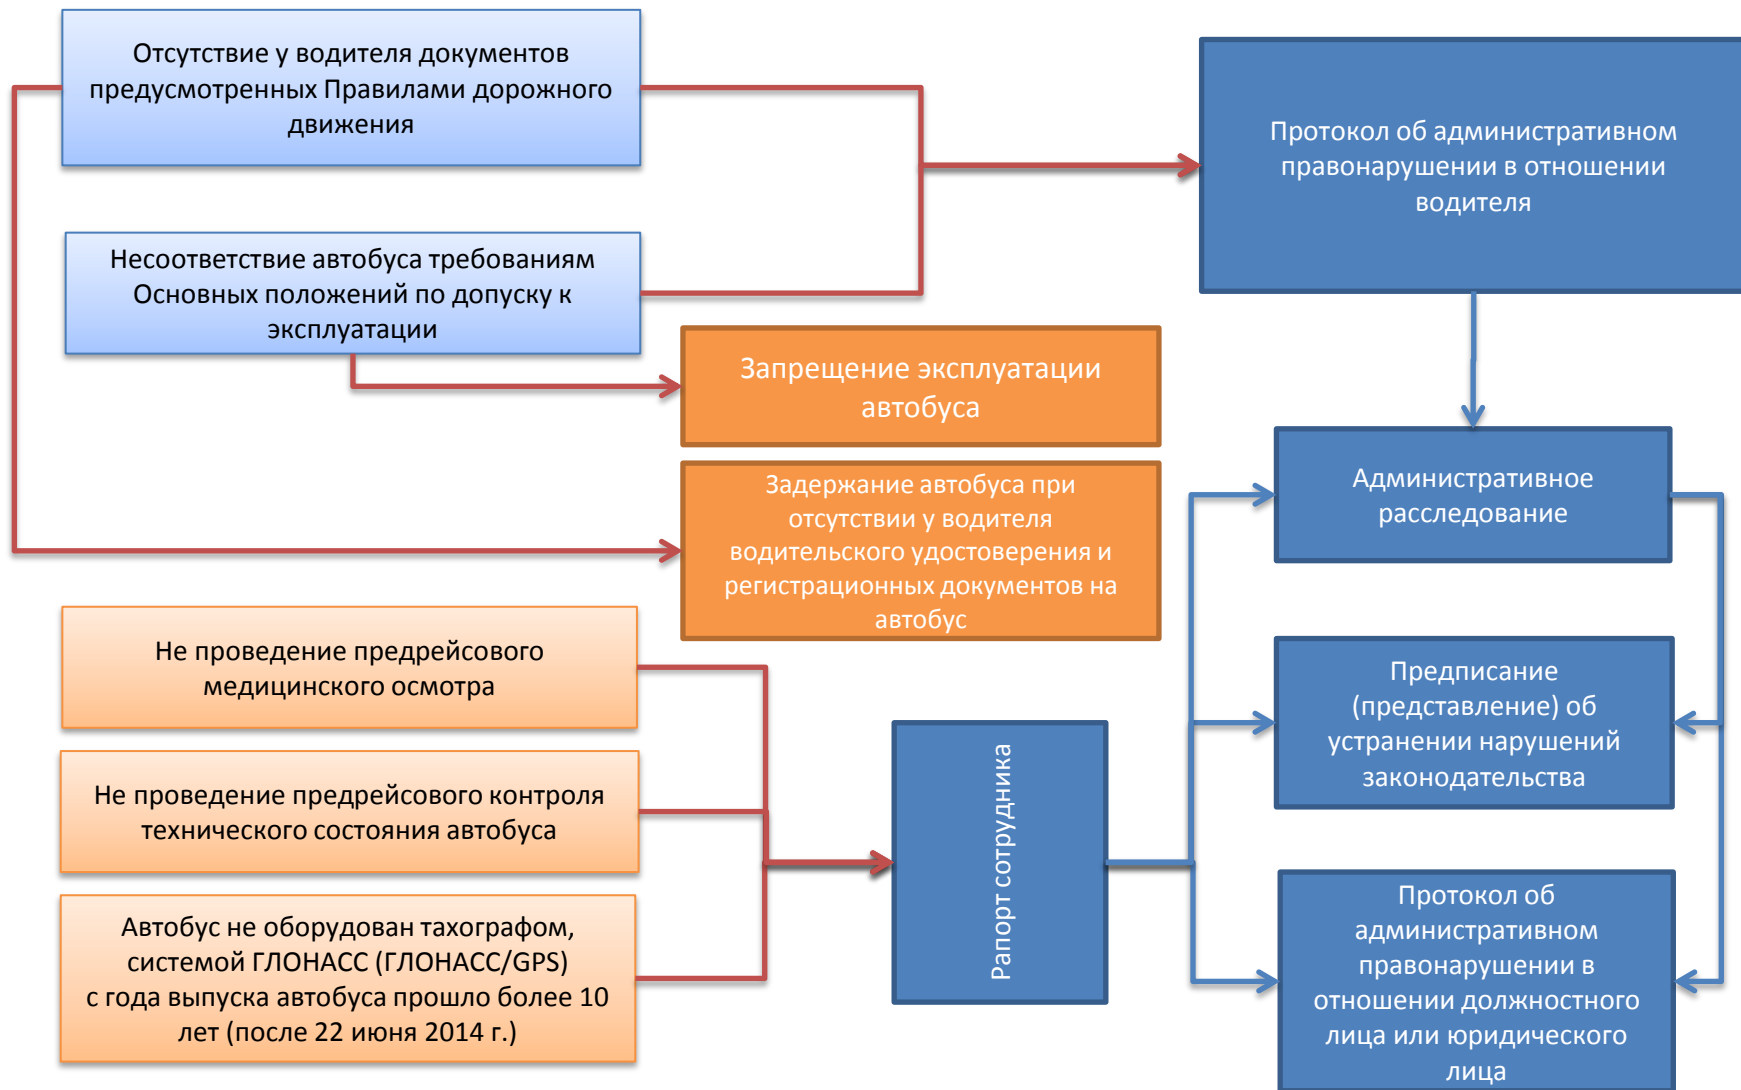 Отсутствие у водителя документов
предусмотренных Правилами дорожного
движения
Протокол об административном
правонарушении в отношении
водителя
Несоответствие автобуса требованиям
Основных положений по допуску к
эксплуатации
Запрещение эксплуатации
автобуса
Задержание автобуса при
отсутствии у водителя
водительского удостоверения и
регистрационных документов на
автобус
Административное
расследование
Не проведение предрейсового
медицинского осмотра
Предписание
(представление) об
устранении нарушений
законодательства
Не проведение предрейсового контроля
технического состояния автобуса
Рапорт сотрудника
Автобус не оборудован тахографом,
системой ГЛОНАСС (ГЛОНАСС/GPS)
с года выпуска автобуса прошло более 10
лет (после 22 июня 2014 г.)
Протокол об
административном
правонарушении в
отношении должностного
лица или юридического
лица